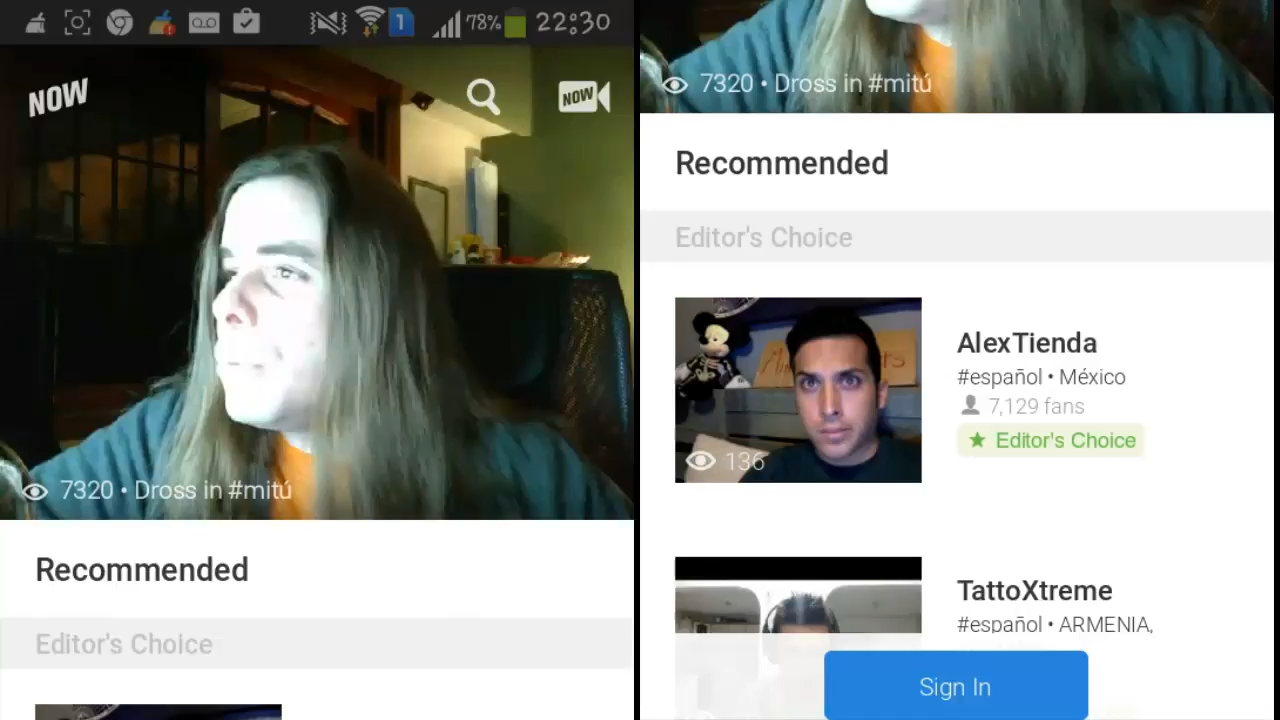 78% 22:30
NOW
NOW
7320 • Dross in #mitú
Recommended
Editor's Choice
7320 • Dross in #mitú
Recommended
Editor's Choice
136
AlexTienda
#español • México
7,129 fans
Editor's Choice
TattoXtreme
#español • ARMENIA,
Sign In